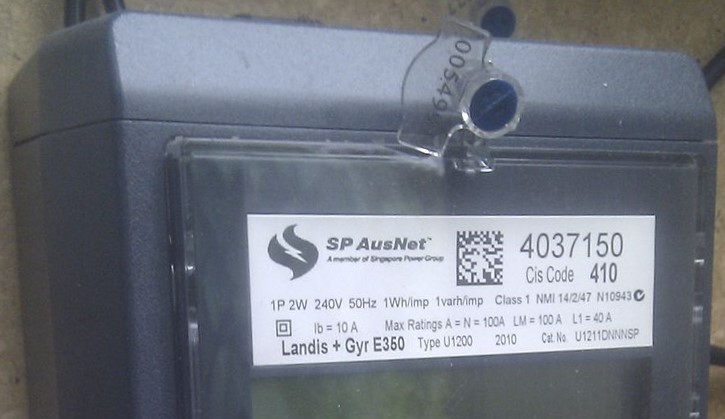 00549
SP AusNet™
A member of Singapore Power Group
4037150
Cis Code 410
1P 2W 240V 50Hz 1Wh/imp 1varh/imp Class 1 NMI 14/2/47 N10943
Ib = 10 A Max Ratings A = N = 100A LM = 100 A L1 = 40 A
Landis + Gyr E350 Type U1200 2010 Cat. No. U1211DNNNSP